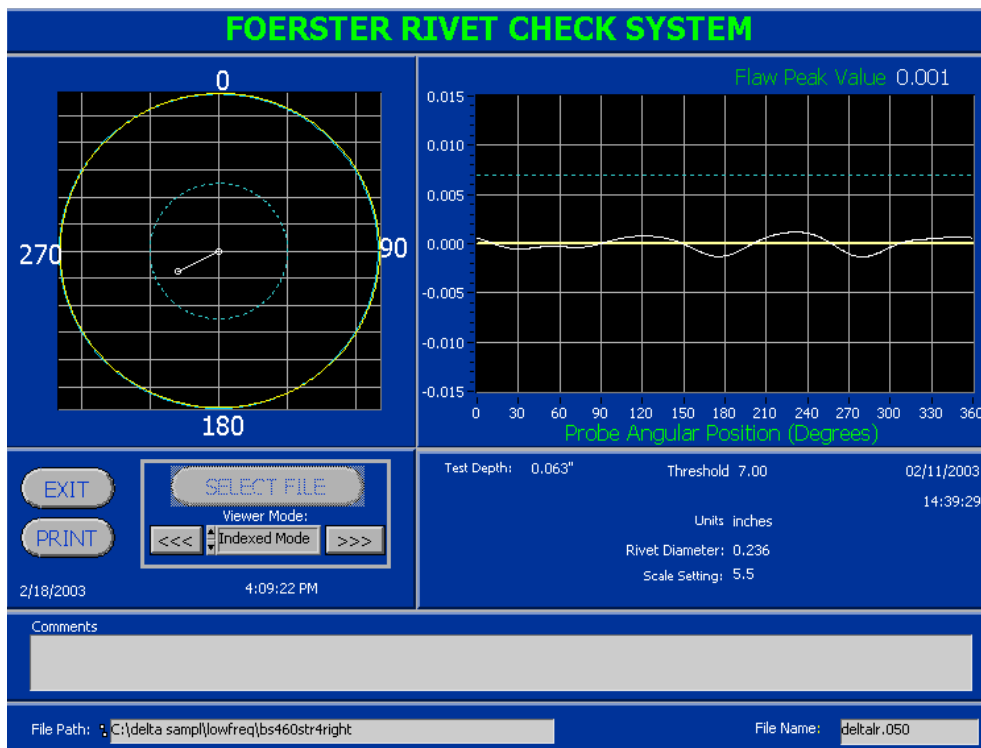 FOERSTER RIVET CHECK SYSTEM
0
270
90
180
Flaw Peak Value 0.001
0.015
0.010
0.005
0.000
-0.005
-0.010
-0.015
0 30 60 90 120 150 180 210 240 270 300 330 360
Probe Angular Position (Degrees)
EXIT
PRINT
SELECT FILE
Viewer Mode:
<<< Indexed Mode >>>
2/18/2003 4:09:22 PM
Test Depth: 0.063" Threshold 7.00 02/11/2003
14:39:29
Units inches
Rivet Diameter: 0.236
Scale Setting: 5.5
Comments
File Path: C:\delta sampl\lowfreq\bs460str4right
File Name: deltalr.050